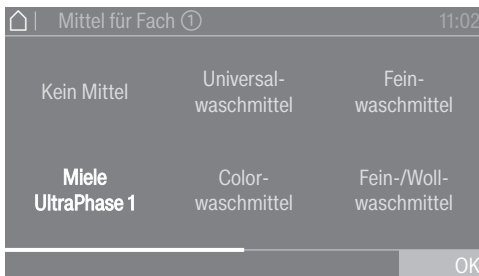 Mittel für Fach ① 11:02
Kein Mittel
Universal-
waschmittel
Fein-
waschmittel
Miele
UltraPhase 1
Color-
waschmittel
Fein-/Woll-
waschmittel
OK